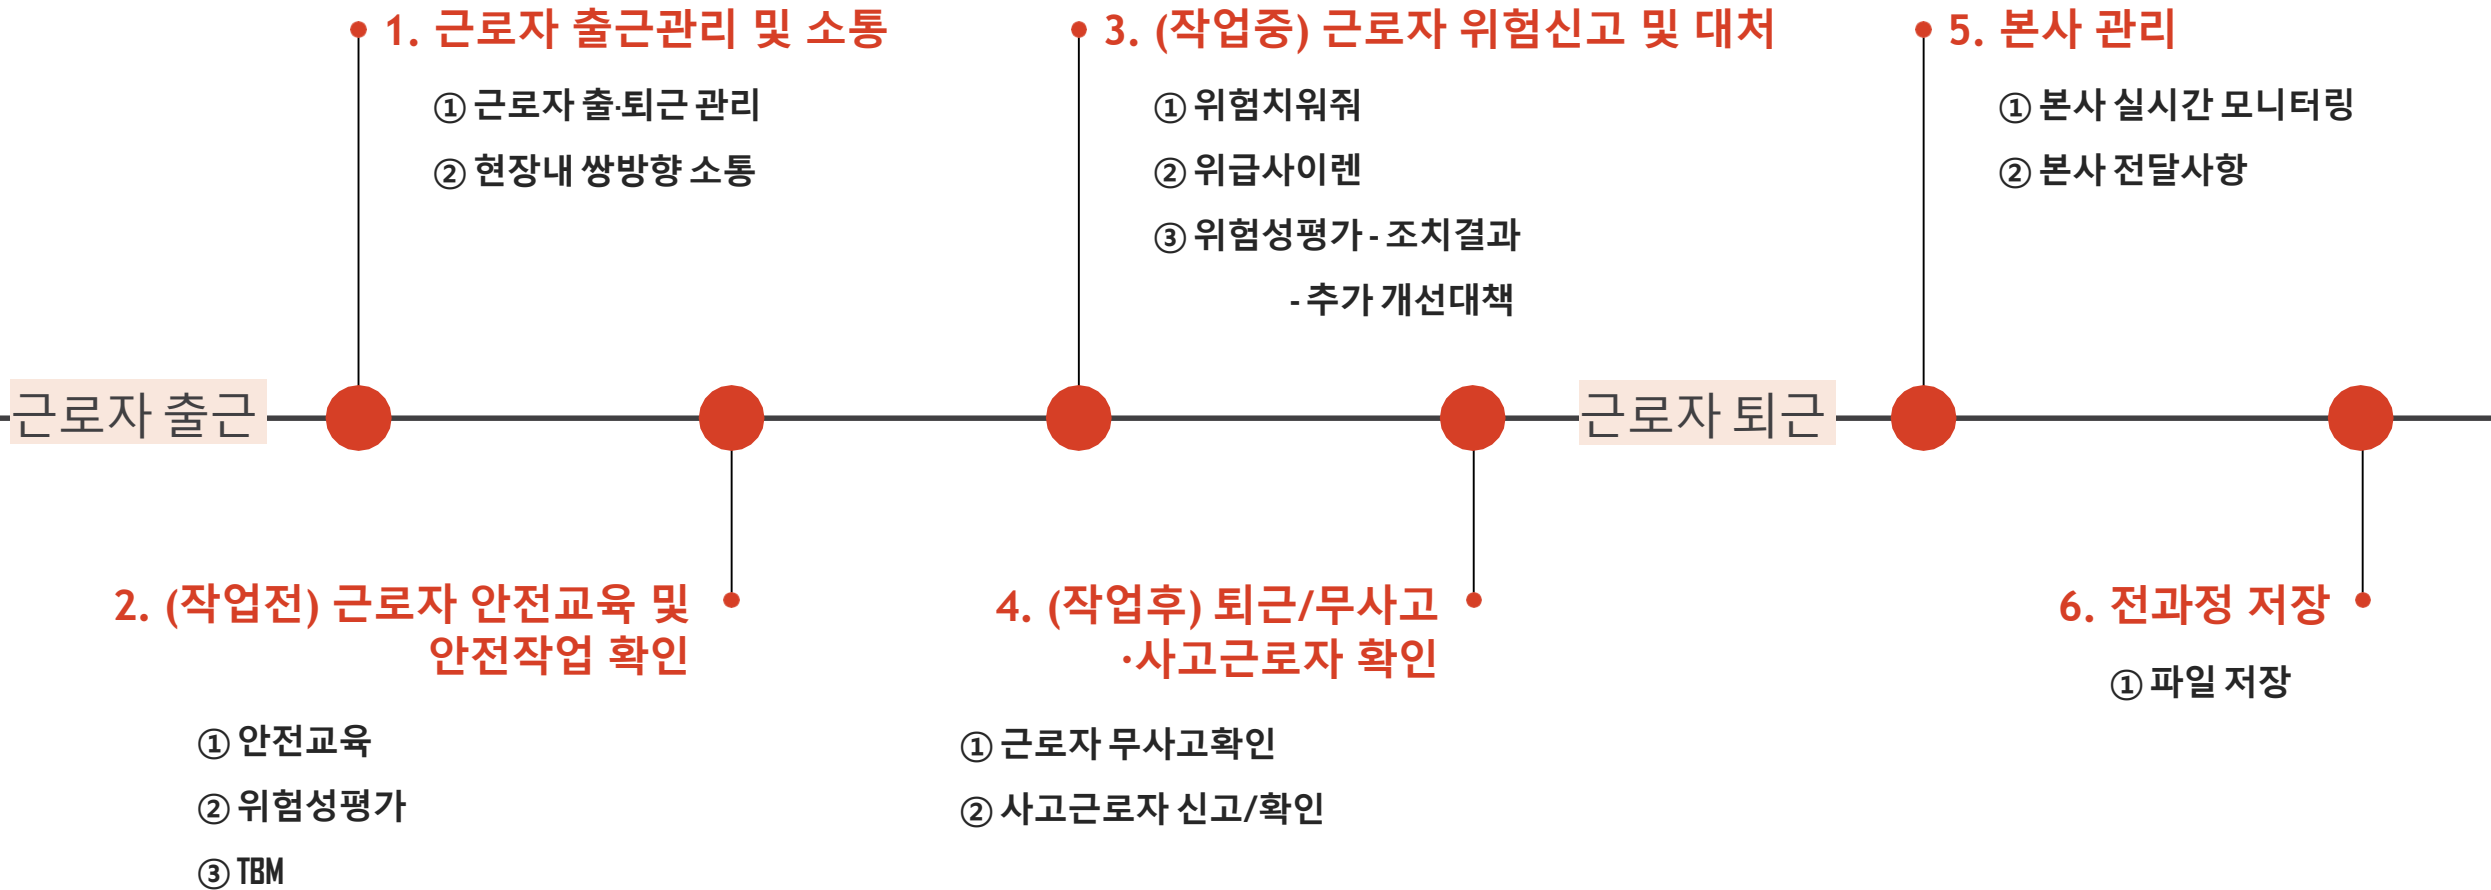 1. 근로자 출근관리 및 소통
① 근로자 출·퇴근 관리
② 현장내 쌍방향 소통
3. (작업중) 근로자 위험신고 및 대처
① 위험치워줘
② 위급사이렌
③ 위험성평가 - 조치결과
- 추가 개선대책
5. 본사 관리
① 본사 실시간 모니터링
② 본사 전달사항
근로자 출근
근로자 퇴근
2. (작업전) 근로자 안전교육 및
안전작업 확인
① 안전교육
② 위험성평가
③ TBM
4. (작업후) 퇴근/무사고
·사고근로자 확인
① 근로자 무사고확인
② 사고근로자 신고/확인
6. 전과정 저장
① 파일 저장